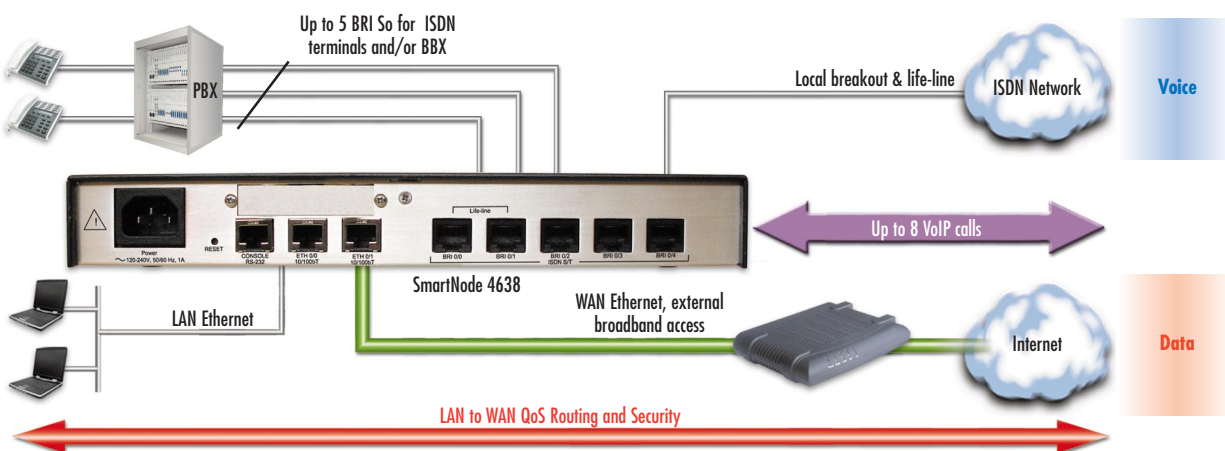 Up to 5 BRI So for ISDN
terminals and/or BBX
PBX
Local breakout & life-line
ISDN Network
Voice
Life-line
RESET
Power
120-240V, 50/60 Hz, 1A
CONSOLE
RS-232
ETH 0/0
10/100bT
ETH 0/1
10/100bT
BRI 0/0
BRI 0/1
BRI 0/2
BRI 0/3
BRI 0/4
ISDN S/T
Up to 8 VoIP calls
SmartNode 4638
LAN Ethernet
WAN Ethernet, external
broadband access
Internet
Data
LAN to WAN QoS Routing and Security